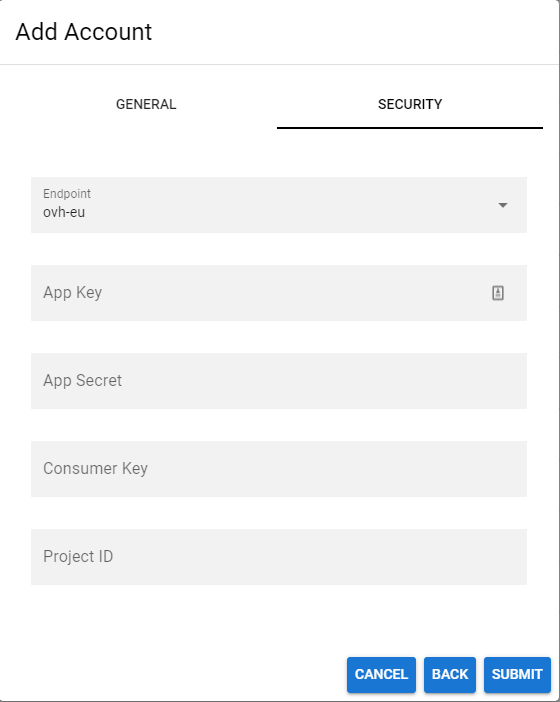 Add Account
GENERAL
SECURITY
Endpoint
ovh-eu
App Key
App Secret
Consumer Key
Project ID
CANCEL
BACK
SUBMIT